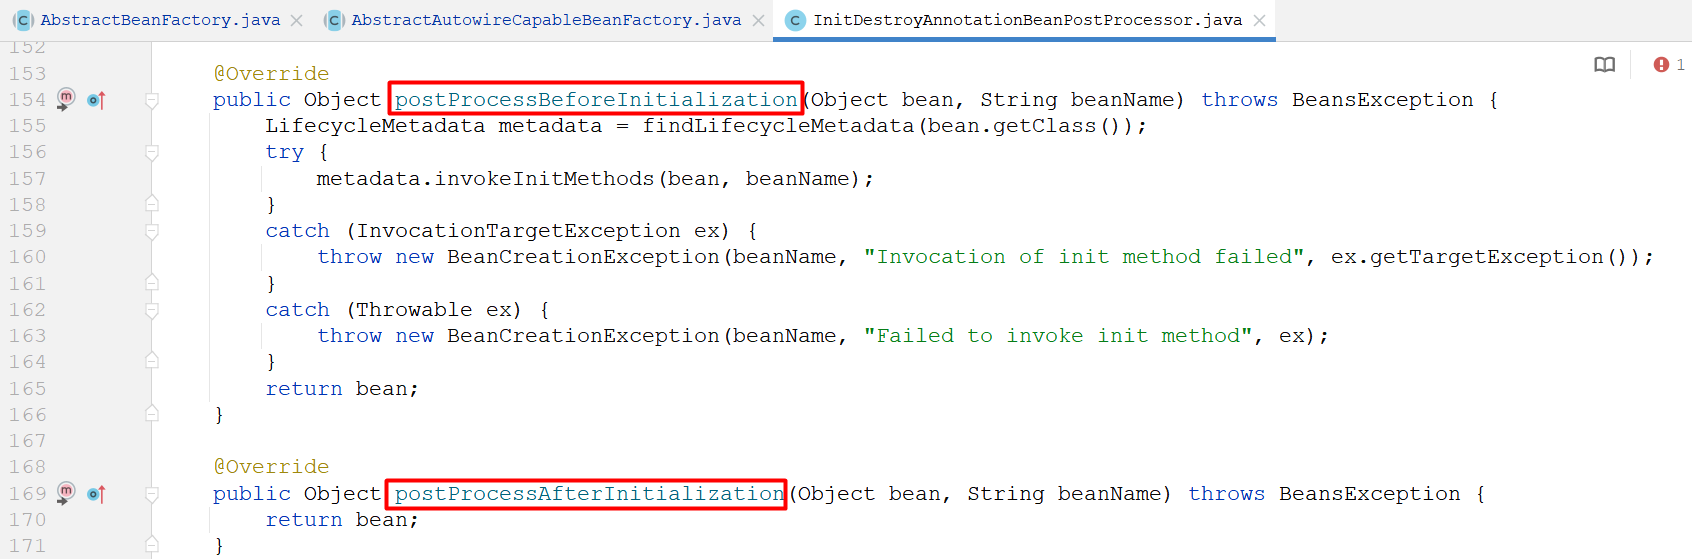 AbstractBeanFactory.java AbstractAutowireCapableBeanFactory.java InitDestroyAnnotationBeanPostProcessor.java
152
153 @Override 1
154 public Object postProcessBeforeInitialization(Object bean, String beanName) throws BeansException {
155 LifecycleMetadata metadata = findLifecycleMetadata(bean.getClass());
156 try {
157 metadata.invokeInitMethods(bean, beanName);
158 }
159 catch (InvocationTargetException ex) {
160 throw new BeanCreationException(beanName, "Invocation of init method failed", ex.getTargetException());
161 }
162 catch (Throwable ex) {
163 throw new BeanCreationException(beanName, "Failed to invoke init method", ex);
164 }
165 return bean;
166 }
167
168 @Override
169 public Object postProcessAfterInitialization(Object bean, String beanName) throws BeansException {
170 return bean;
171 }